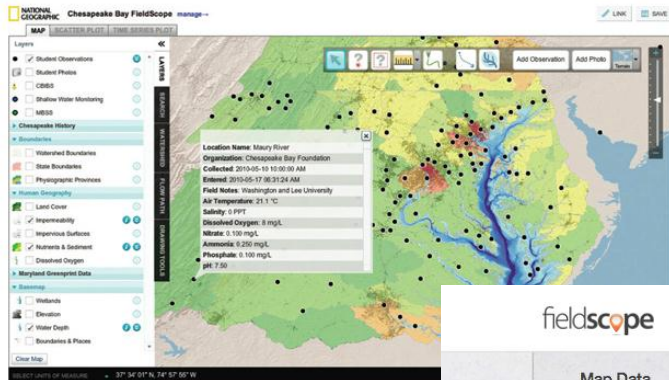 NATIONAL
GEOGRAPHIC
Chesapeake Bay FieldScope manage→
LINK
SAVE
MAP
SCATTER PLOT
TIME SERIES PLOT
Layers
Student Observations
Student Photos
CBIBS
Shallow Water Monitoring
MBSS
Chesapeake History
Boundaries
Watershed Boundaries
State Boundaries
Physiographic Provinces
Human Geography
Land Cover
Impermeability
Impervious Surfaces
Nutrients & Sediment
Dissolved Oxygen
Maryland Greenprint Data
Basemap
Wetlands
Elevation
Water Depth
Boundaries & Places
Clear Map
LAYERS
SEARCH
WATERSHED
FLOW PATH
DRAWING TOOLS
Add Observation
Add Photo
Terrain
Location Name: Maury River
Organization: Chesapeake Bay Foundation
Collected: 2010-05-10 10:00:00 AM
Entered: 2010-05-17 06:31:24 AM
Field Notes: Washington and Lee University
Air Temperature: 21.1 °C
Salinity: 0 PPT
Dissolved Oxygen: 8 mg/L
Nitrate: 0.100 mg/L
Ammonia: 0.250 mg/L
Phosphate: 0.100 mg/L
pH: 7.50
SELECT UNITS OF MEASURE
37° 34' 01" N, 74° 57' 55" W
fieldscope
Map Data